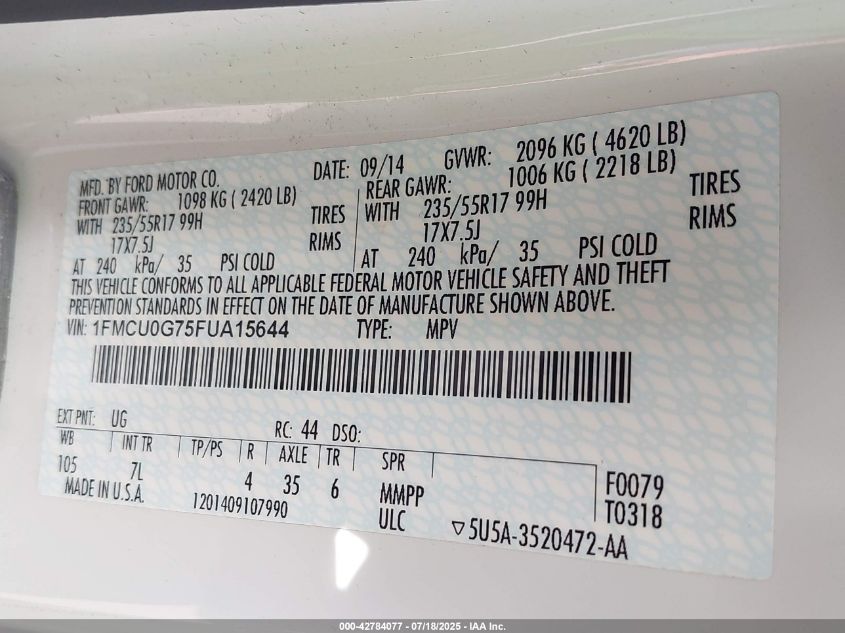 MFD. BY FORD MOTOR CO. DATE: 09/14 GVWR: 2096 KG ( 4620 LB)
FRONT GAWR: 1098 KG ( 2420 LB) REAR GAWR: 1006 KG ( 2218 LB)
WITH 235/55R17 99H TIRES WITH 235/55R17 99H TIRES
17X7.5J RIMS 17X7.5J RIMS
AT 240 kPa/ 35 PSI COLD AT 240 kPa/ 35 PSI COLD
THIS VEHICLE CONFORMS TO ALL APPLICABLE FEDERAL MOTOR VEHICLE SAFETY AND THEFT
PREVENTION STANDARDS IN EFFECT ON THE DATE OF MANUFACTURE SHOWN ABOVE.
VIN: 1FMCU0G75FUA15644 TYPE: MPV
EXT PNT: UG RC: 44 DSO:
WB INT TR TP/PS R AXLE TR SPR
105 7L 4 35 6 MMPP F0079
MADE IN U.S.A. 1201409107990 ULC T0318
▽5U5A-3520472-AA
000-42784077 - 07/18/2025 - IAA Inc.